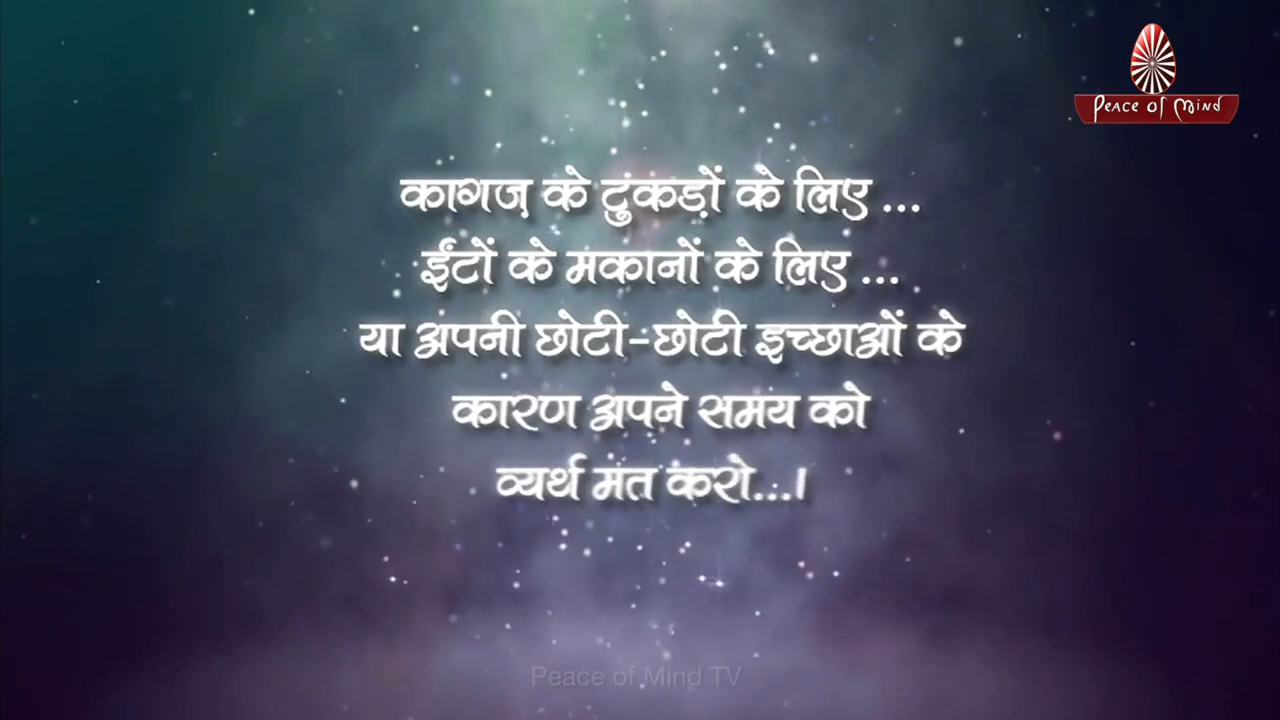 Peace of Mind
कागज़ के टुकड़ों के लिए ...
ईंटों के मकानों के लिए ...
या अपनी छोटी-छोटी इच्छाओं के
कारण अपने समय को
व्यर्थ मत करो...।
Peace of Mind TV